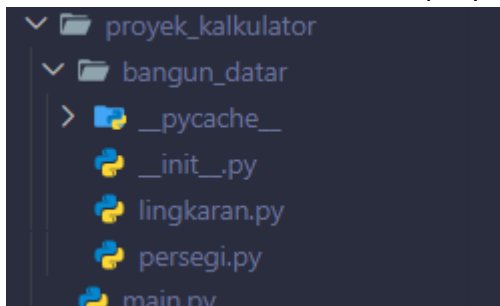 proyek_kalkulator
bangun_datar
__pycache__
__init__.py
lingkaran.py
persegi.py
main.py